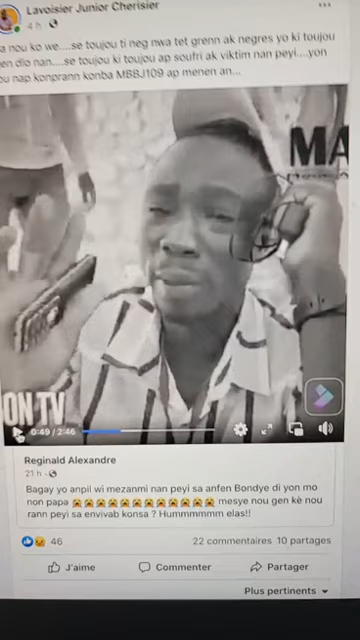 Lavoisier Junior Cherisier
4 h
a nou ko we....se toujou ti neg nwa tet grenn ak negres yo ki toujou
en dlo nan....se toujou ki toujou ap soufri ak viktim nan peyi....yon
ou nap konprann konba MBBJ109 ap menen an...
MA
ON TV
0:49 / 2:46
Reginald Alexandre
21 h
Bagay yo anpil wi mezanmi nan peyi sa anfen Bondye di yon mo
non papa 😭😭😭😭😭😭😭😭😭😭😭😭 mesye nou gen kè nou
rann peyi sa envivab konsa ? Hummmmmm elas!!
46
22 commentaires 10 partages
J'aime Commenter Partager
Plus pertinents